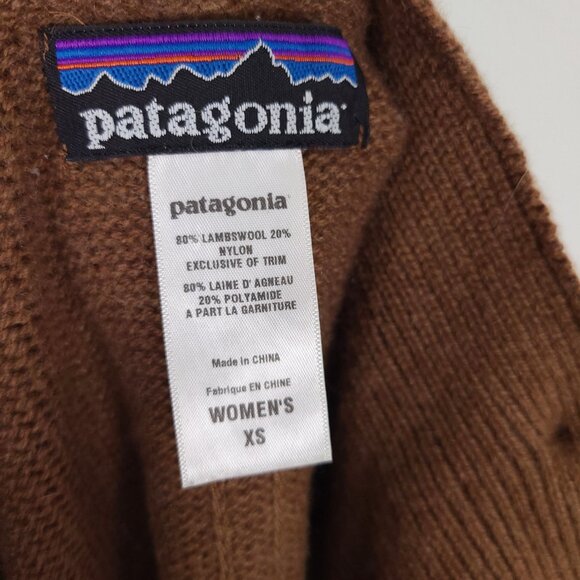 patagonia
patagonia
80% LAMBSWOOL 20%
NYLON
EXCLUSIVE OF TRIM
80% LAINE D' AGNEAU
20% POLYAMIDE
A PART LA GARNITURE
Made in CHINA
Fabrique EN CHINE
WOMEN'S
XS